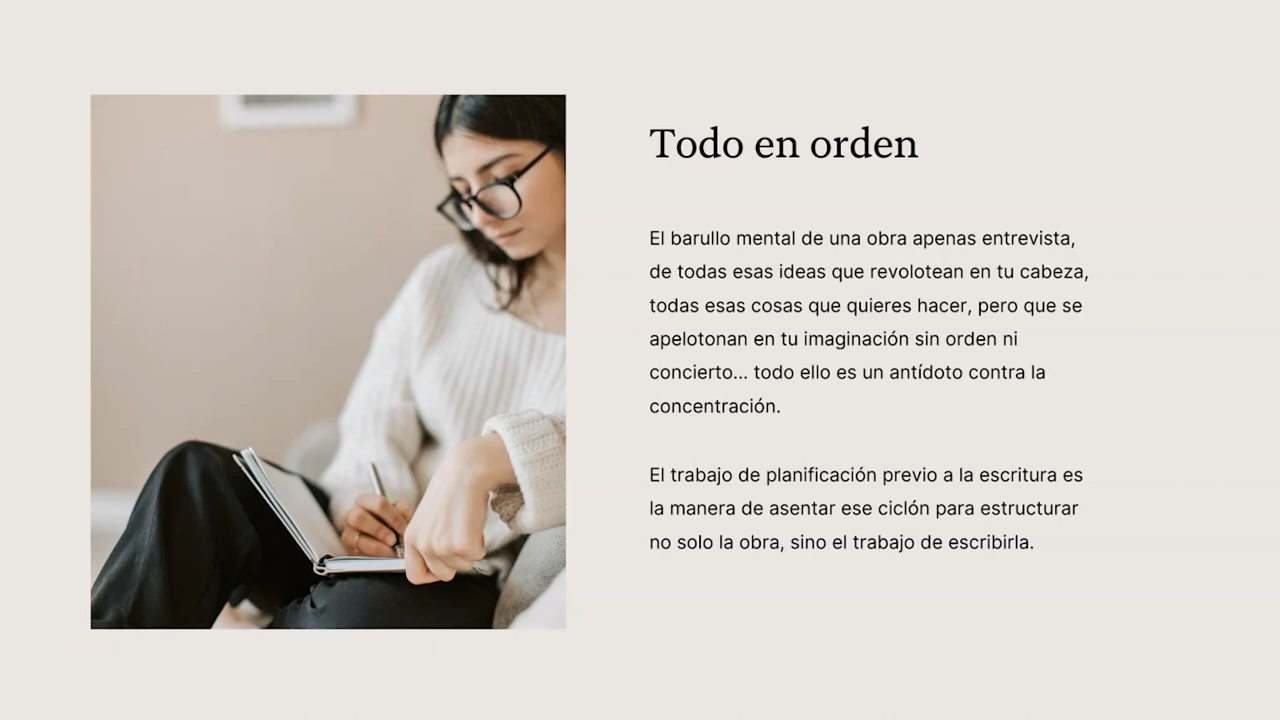 Todo en orden
El barullo mental de una obra apenas entrevista,
de todas esas ideas que revolotean en tu cabeza,
todas esas cosas que quieres hacer, pero que se
apelotonan en tu imaginación sin orden ni
concierto... todo ello es un antídoto contra la
concentración.
El trabajo de planificación previo a la escritura es
la manera de asentar ese ciclón para estructurar
no solo la obra, sino el trabajo de escribirla.